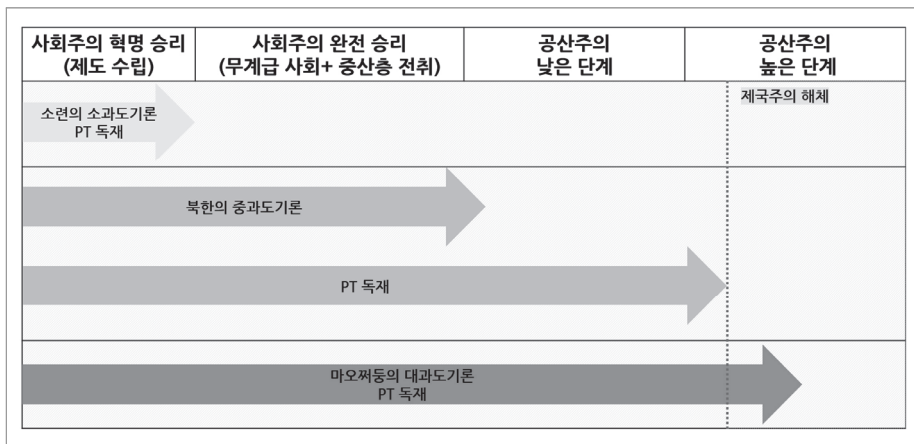 사회주의 혁명 승리
(제도 수립)
사회주의 완전 승리
(무계급 사회+ 중산층 전취)
공산주의
낮은 단계
공산주의
높은 단계
제국주의 해체
소련의 소과도기론
PT 독재
북한의 중과도기론
PT 독재
마오쩌둥의 대과도기론
PT 독재